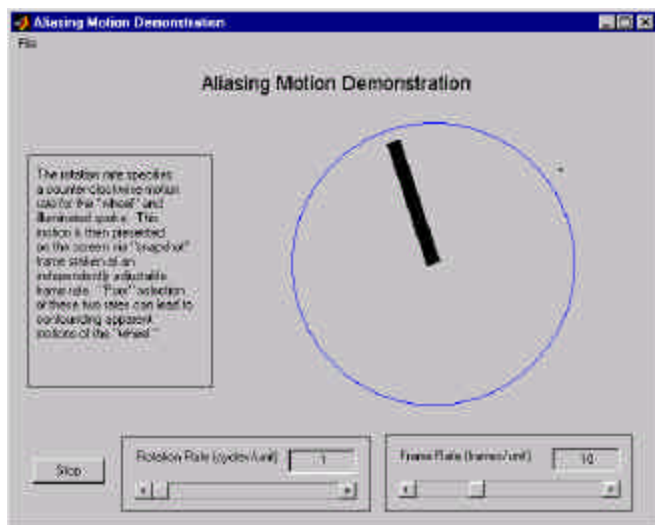 Aliasing Motion Demonstration
File
Aliasing Motion Demonstration
The rotation rate specifies
a counter-clockwise motion
rate for the "wheel" and
illuminated spoke. This
motion is then presented
on the screen via "snapshot"
frame taken at an
independently adjustable
frame rate. "Poor" selection
of these two rates can lead to
confounding apparent
motions of the "wheel."
Stop
Rotation Rate (cycles/unit)
1
Frame Rate (frames/unit)
10